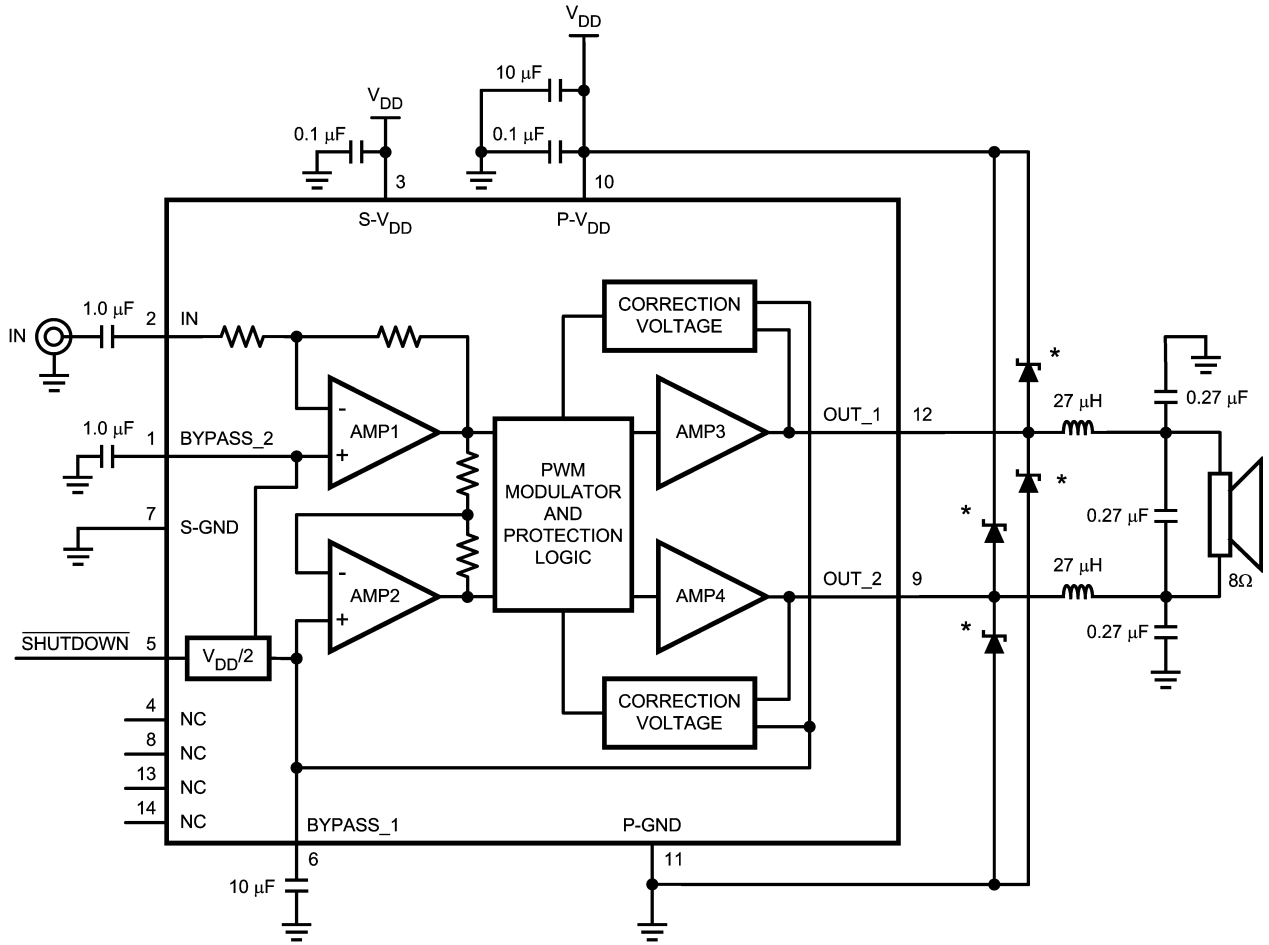 VDD
10 μF
VDD
0.1 μF
0.1 μF
3
10
S-VDD
P-VDD
1.0 μF
2
IN
IN
CORRECTION
VOLTAGE
*
27 μH
0.27 μF
-
AMP1
+
AMP3
OUT_1
12
1.0 μF
1
BYPASS_2
PWM
MODULATOR
AND
PROTECTION
LOGIC
*
7
S-GND
*
0.27 μF
27 μH
8Ω
-
AMP2
+
AMP4
OUT_2
9
*
0.27 μF
SHUTDOWN
5
VDD/2
CORRECTION
VOLTAGE
4
NC
8
NC
13
NC
14
NC
BYPASS_1
P-GND
6
11
10 μF